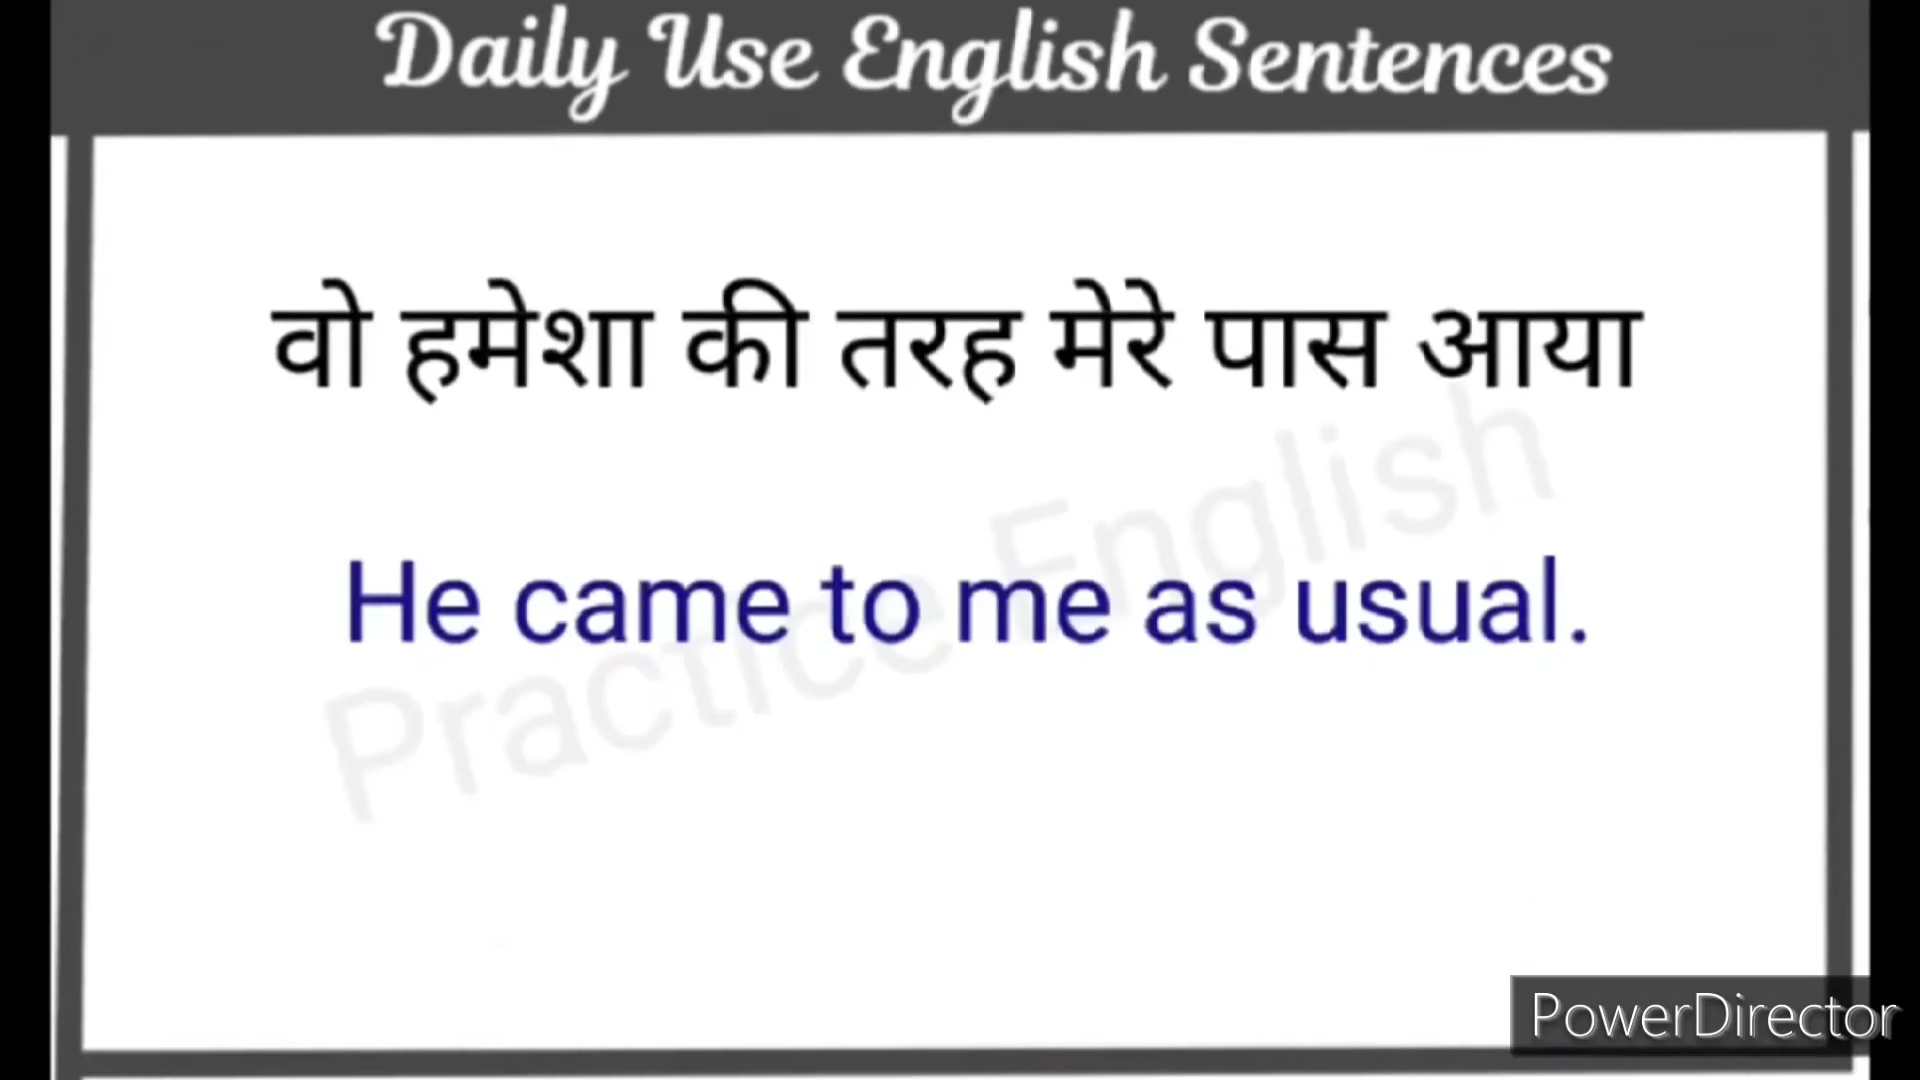 Daily Use English Sentences
वो हमेशा की तरह मेरे पास आया
He came to me as usual.
Practice English
PowerDirector